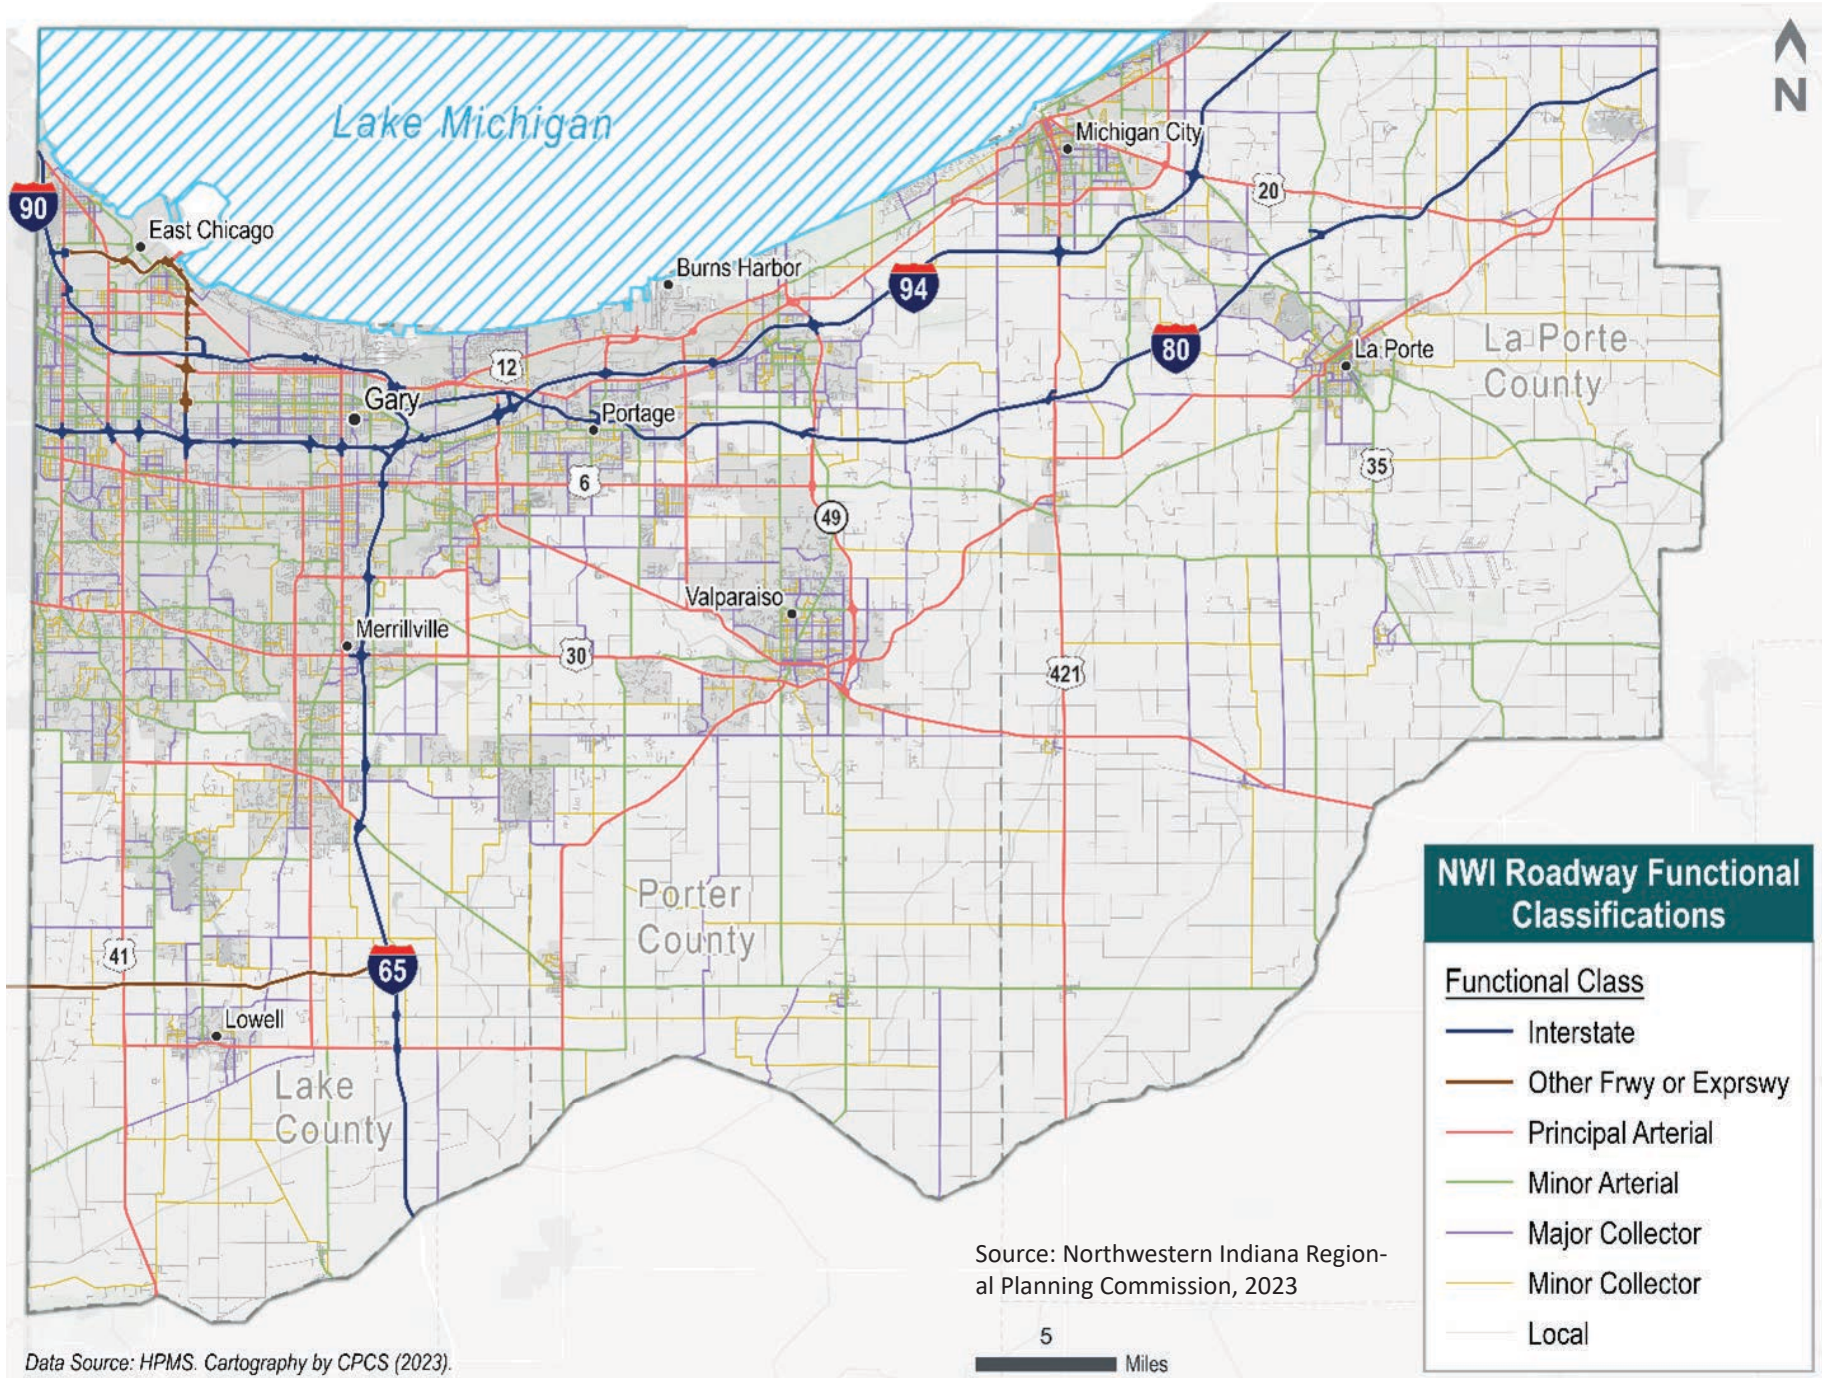 Lake Michigan
N
Michigan City
20
90
East Chicago
Burns Harbor
94
12
80
La Porte
La Porte
County
Gary
Portage
6
35
49
Valparaiso
Merrillville
30
421
Porter
County
41
65
Lowell
Lake
County
NWI Roadway Functional
Classifications
Functional Class
Interstate
Other Frwy or Exprswy
Principal Arterial
Minor Arterial
Major Collector
Minor Collector
Local
Source: Northwestern Indiana Region-
al Planning Commission, 2023
5
Miles
Data Source: HPMS. Cartography by CPCS (2023).